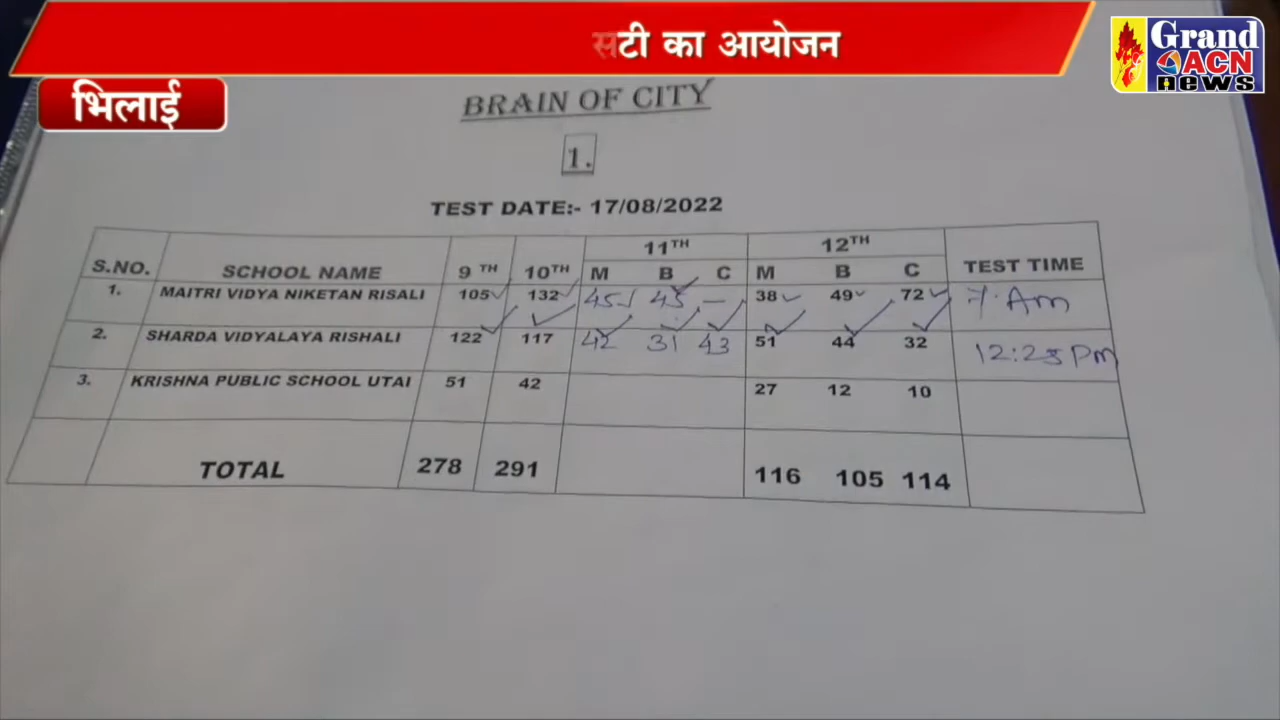 सटी का आयोजन
Grand
ACN
news
भिलाई
BRAIN OF CITY
1.
TEST DATE:- 17/08/2022
S.NO. SCHOOL NAME 9 TH 10TH 11TH M B C 12TH M B C TEST TIME
1. MAITRI VIDYA NIKETAN RISALI 105 132 45 45 – 38 49 72 7. Am
2. SHARDA VIDYALAYA RISHALI 122 117 42 31 43 51 44 32 12:25 Pm
3. KRISHNA PUBLIC SCHOOL UTAI 51 42 27 12 10
TOTAL 278 291 116 105 114